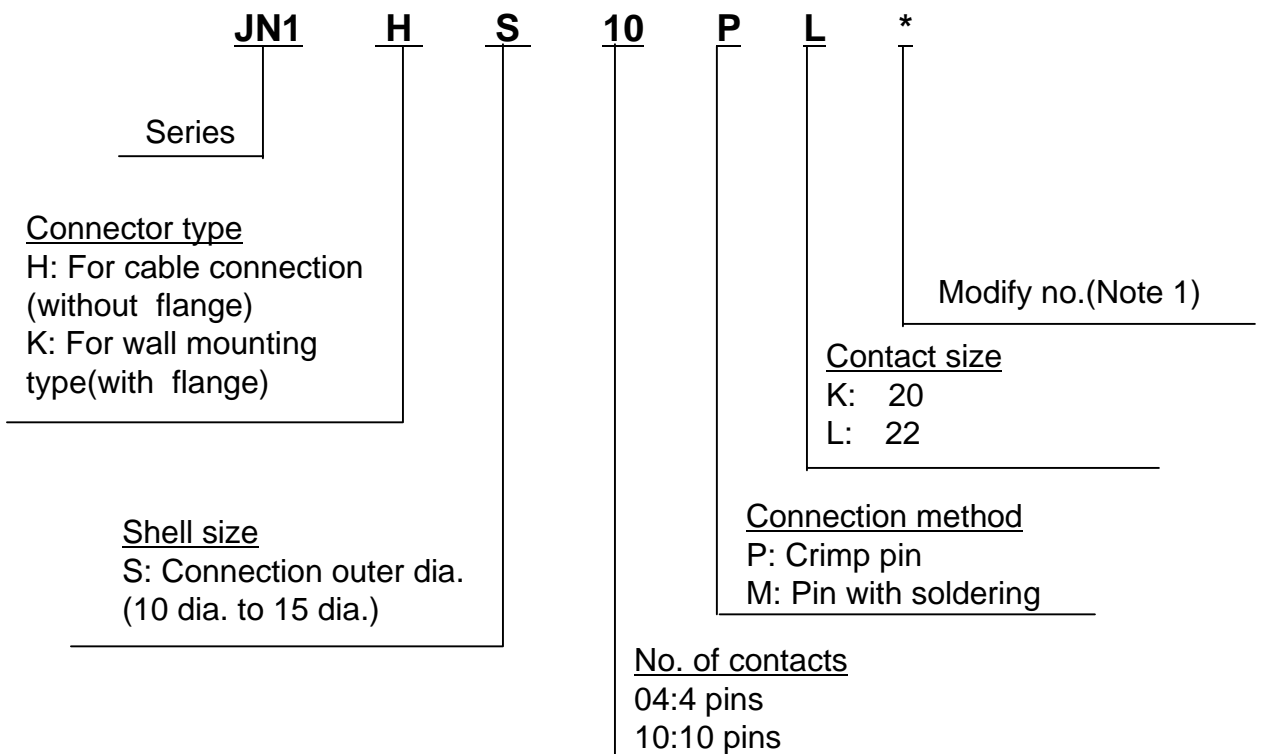 JN1 H S 10 P L *
Series
Connector type
H: For cable connection
(without flange)
K: For wall mounting
type(with flange)
Modify no.(Note 1)
Contact size
K: 20
L: 22
Shell size
S: Connection outer dia.
(10 dia. to 15 dia.)
Connection method
P: Crimp pin
M: Pin with soldering
No. of contacts
04:4 pins
10:10 pins